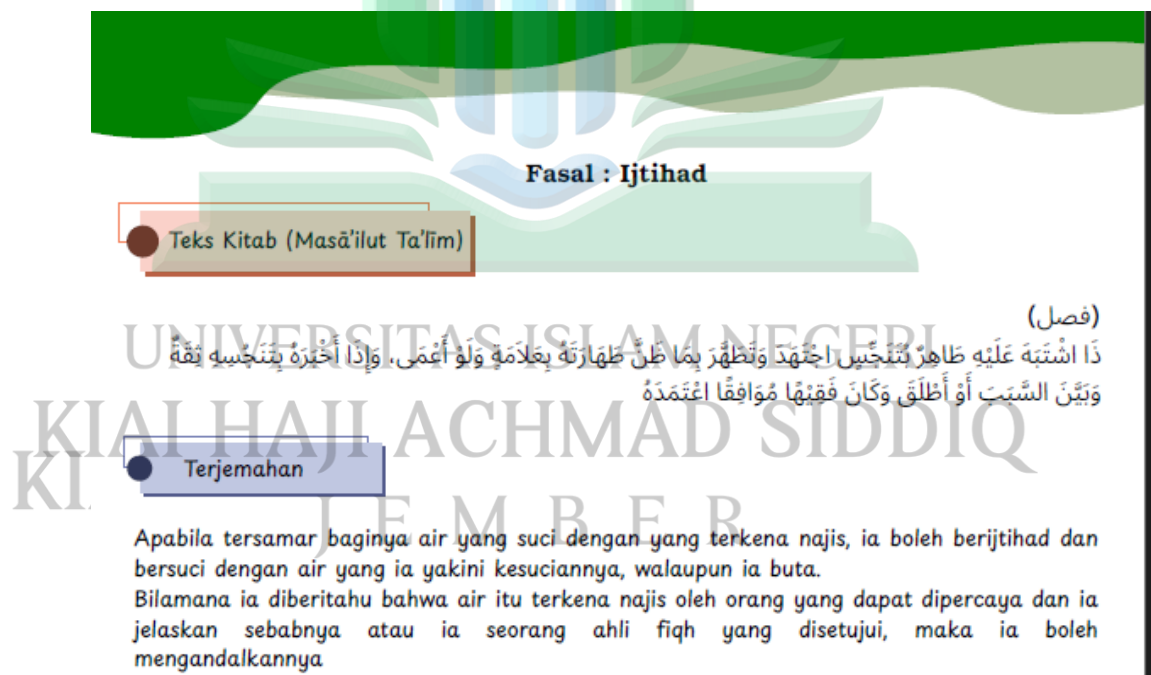 Fasal : Ijtihad
Teks Kitab (Masā'ilut Ta'līm)
(فصل)
ذَا اشْتَبَهَ عَلَيْهِ طَاهِرٌ بُتَنَجِّسٍ اجْتَهَدَ وَتَطَهَّرَ بِمَا ظَنَّ طَهَارَتَهُ بِعَلاَمَةٍ وَلَوْ أَعْمَى، وَإِذَا أَخْبَرَهُ بِتَنَجُّسِهِ ثِقَةٌ
وَبَيَّنَ السَّبَبَ أَوْ أَطْلَقَ وَكَانَ فَقِيْهًا مُوَافِقًا اعْتَمَدَهُ
UNIVERSITAS ISLAM NEGERI
KIAI HAJI ACHMAD SIDDIQ
KI
Terjemahan
JEMBER
Apabila tersamar baginya air yang suci dengan yang terkena najis, ia boleh berijtihad dan
bersuci dengan air yang ia yakini kesuciannya, walaupun ia buta.
Bilamana ia diberitahu bahwa air itu terkena najis oleh orang yang dapat dipercaya dan ia
jelaskan sebabnya atau ia seorang ahli fiqh yang disetujui, maka ia boleh
mengandalkannya